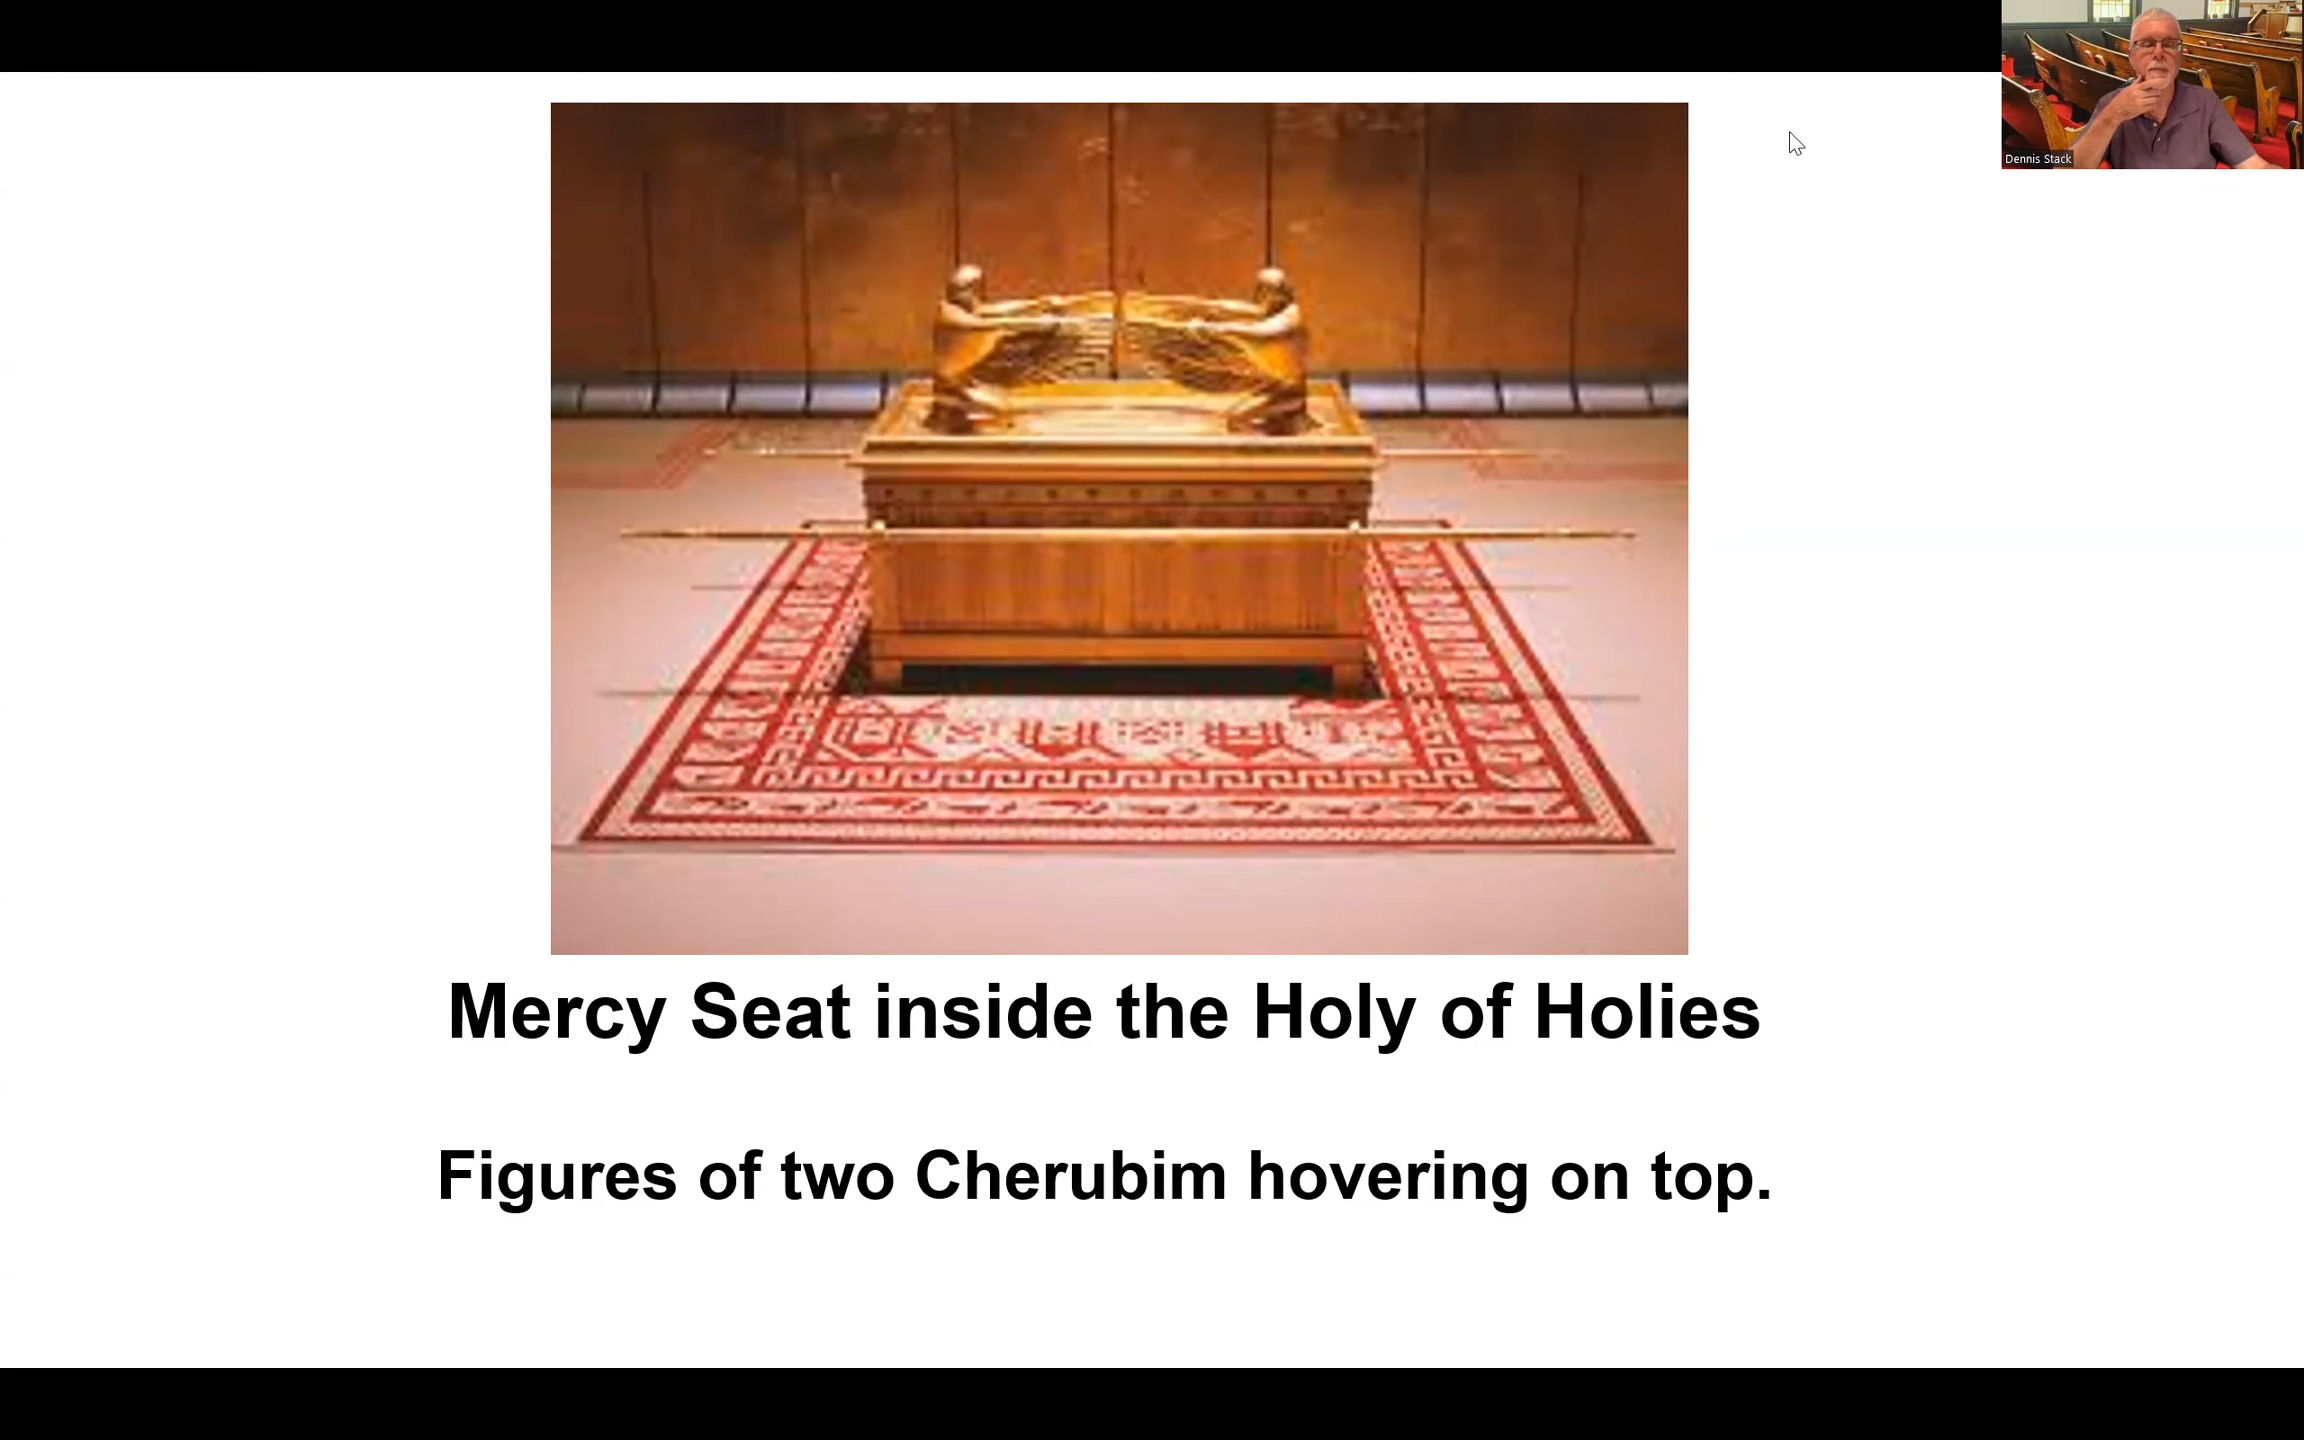 Dennis Stack
Mercy Seat inside the Holy of Holies
Figures of two Cherubim hovering on top.